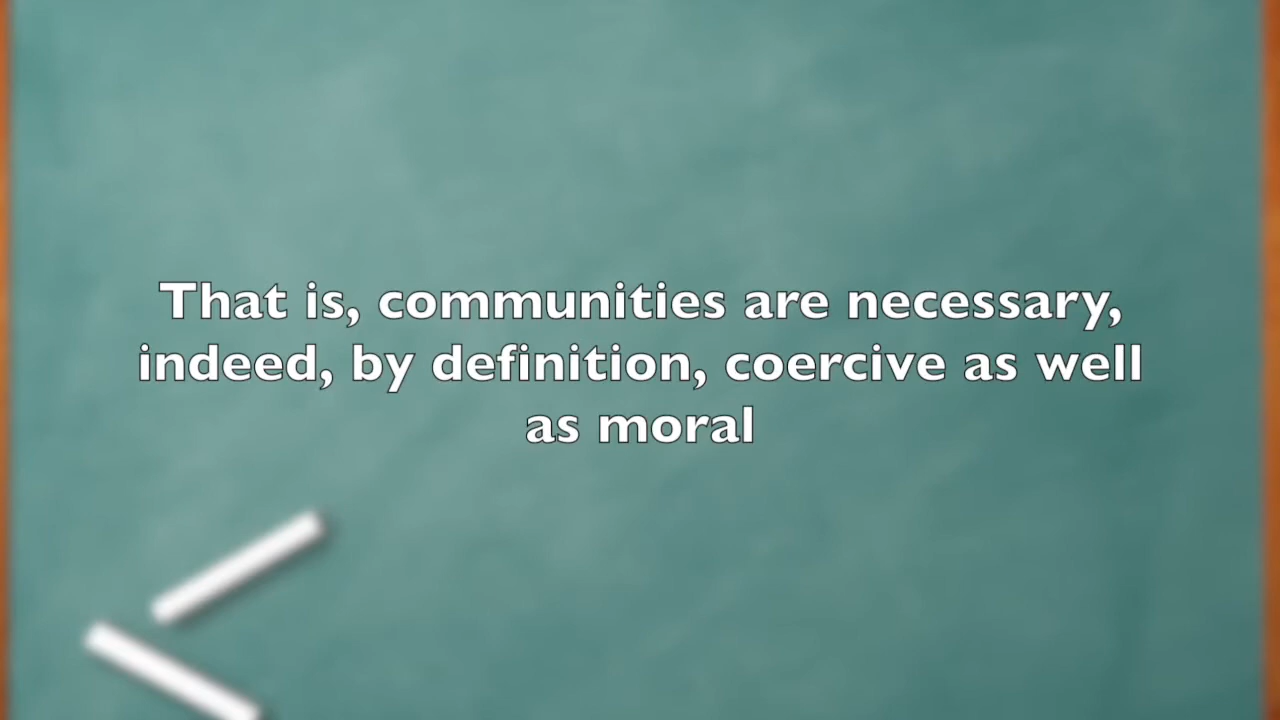 That is, communities are necessary,
indeed, by definition, coercive as well
as moral